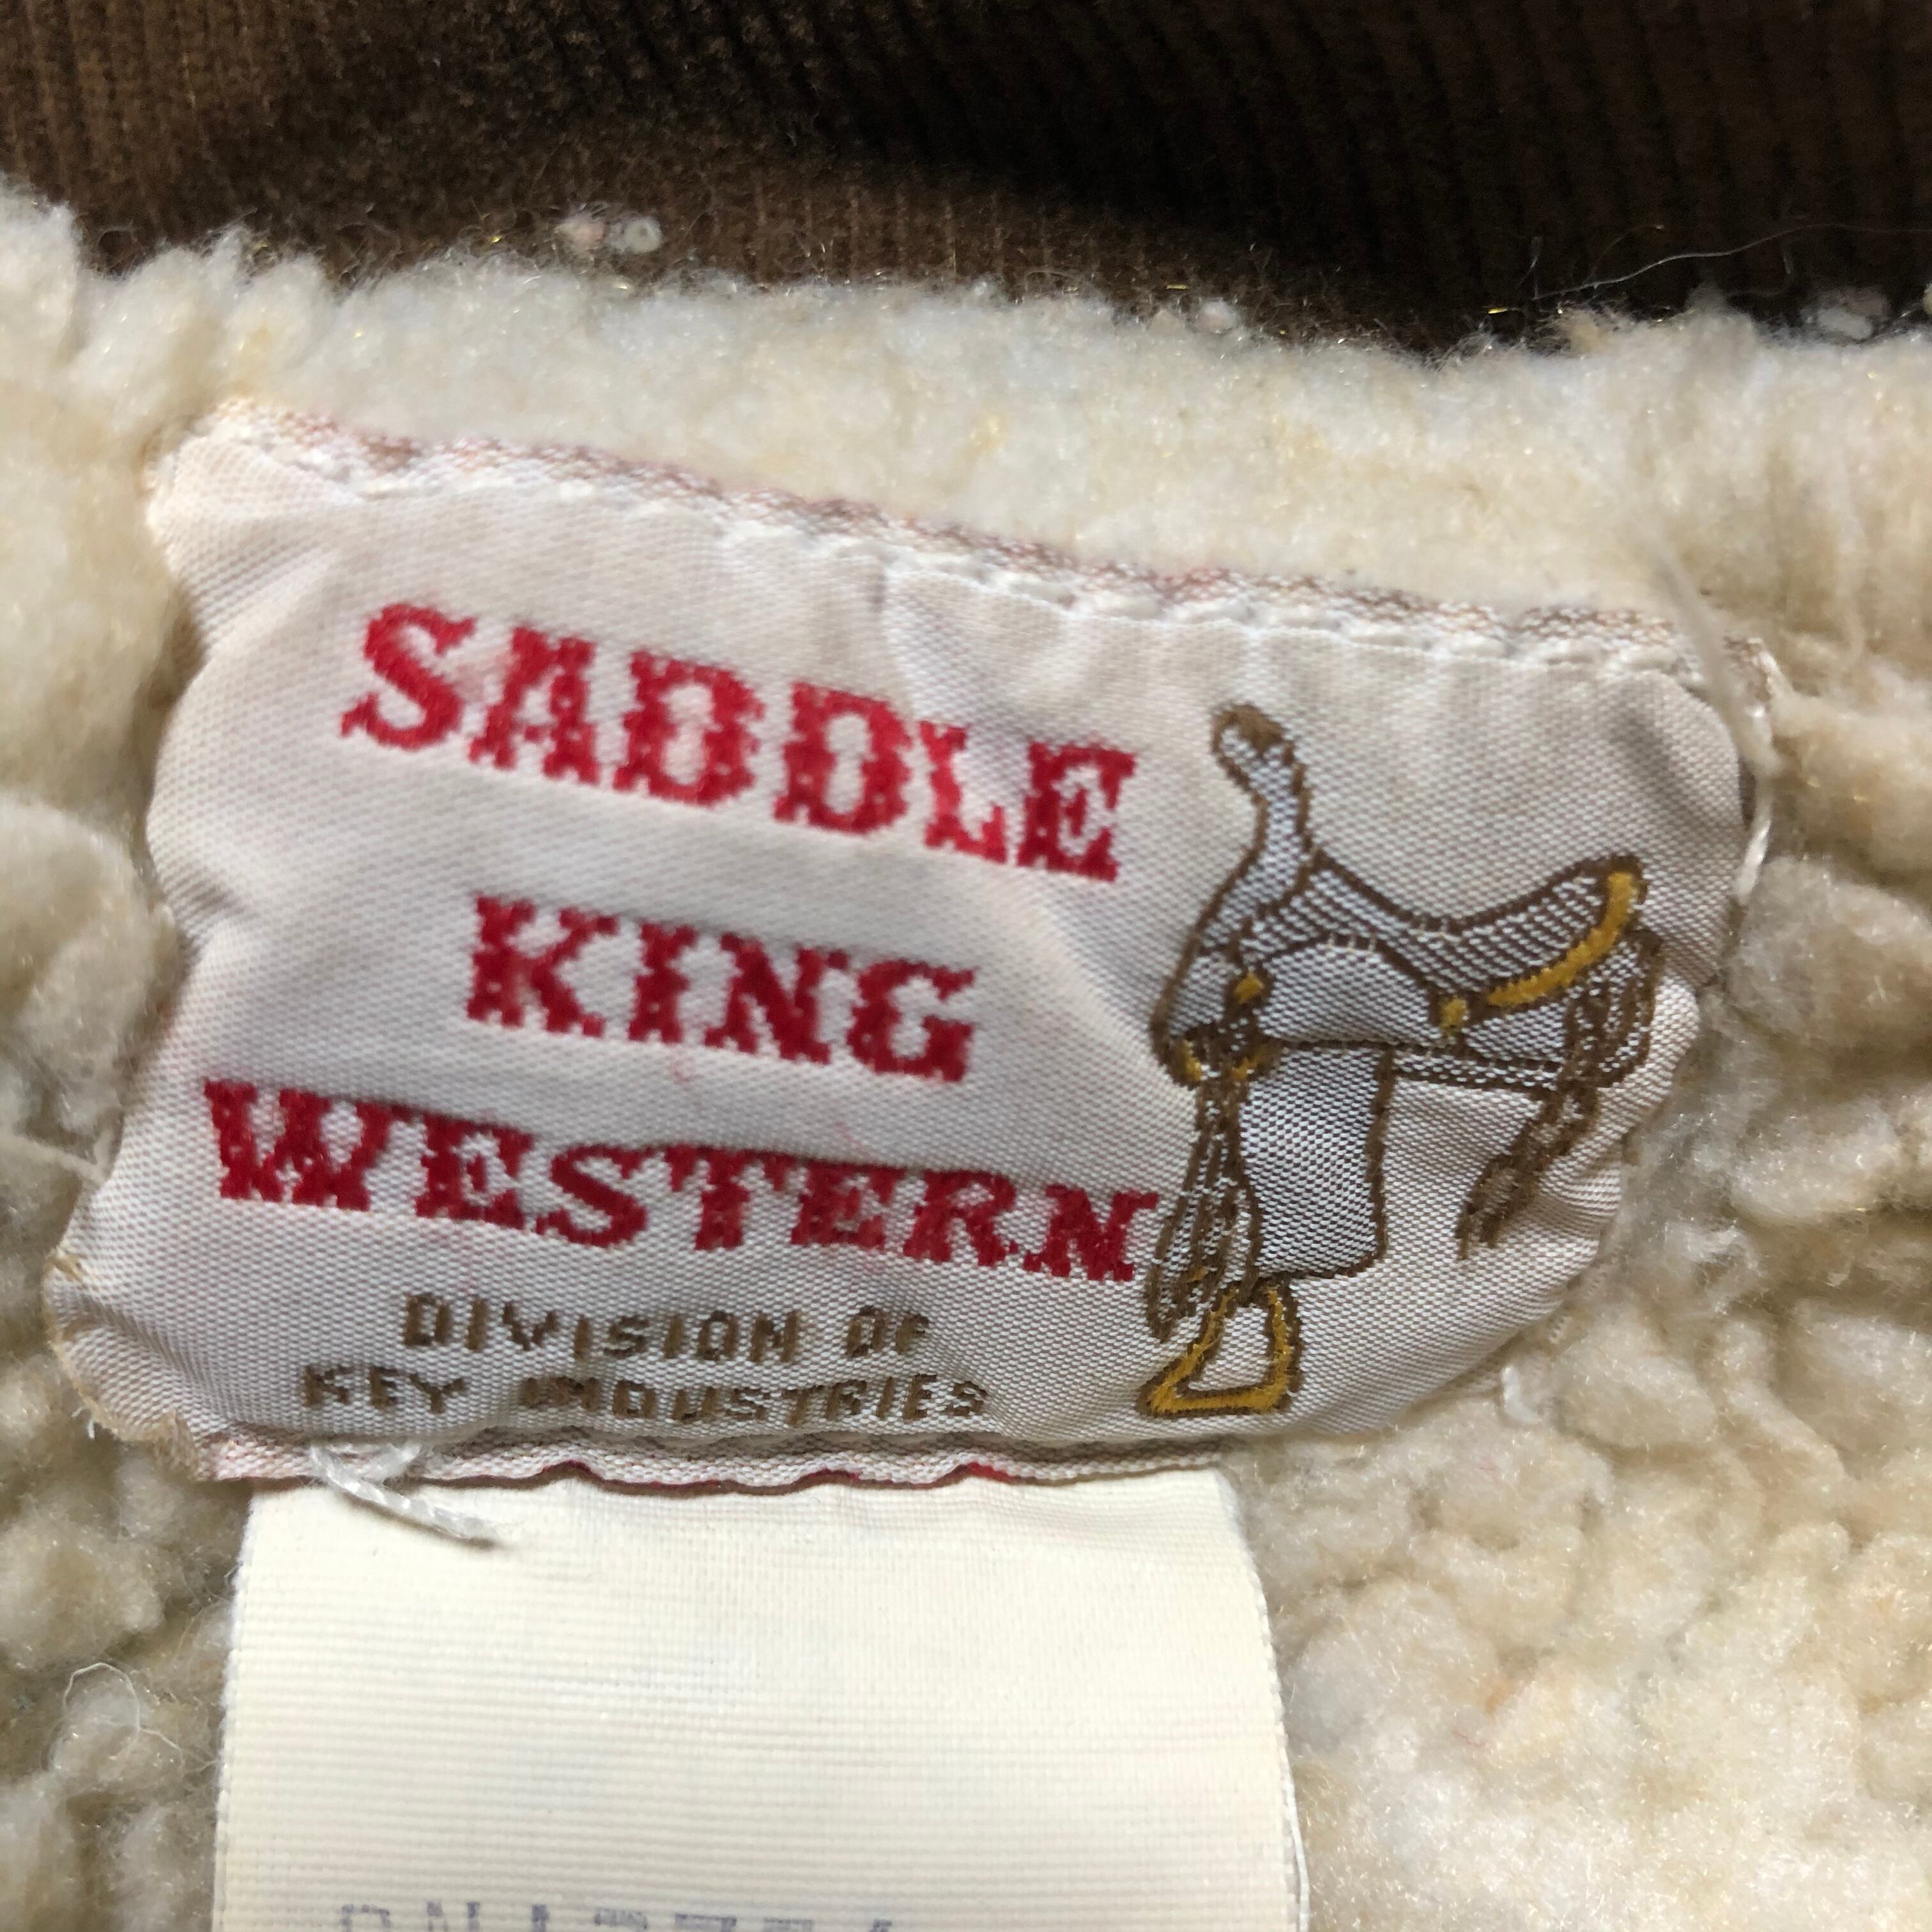 SADDLE
KING
WESTERN
DIVISION OF
KEY INDUSTRIES